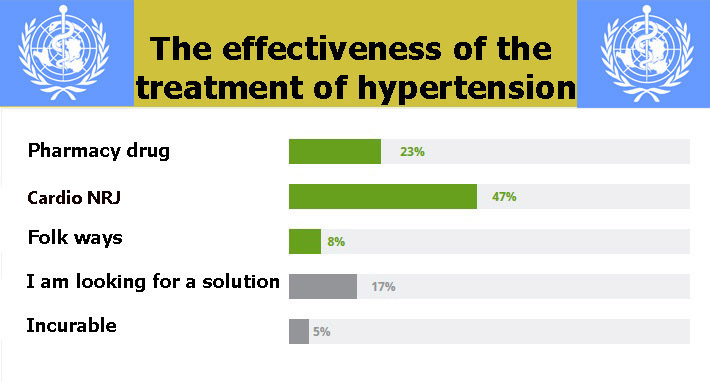 The effectiveness of the
treatment of hypertension
Pharmacy drug 23%
Cardio NRJ 47%
Folk ways 8%
I am looking for a solution 17%
Incurable 5%